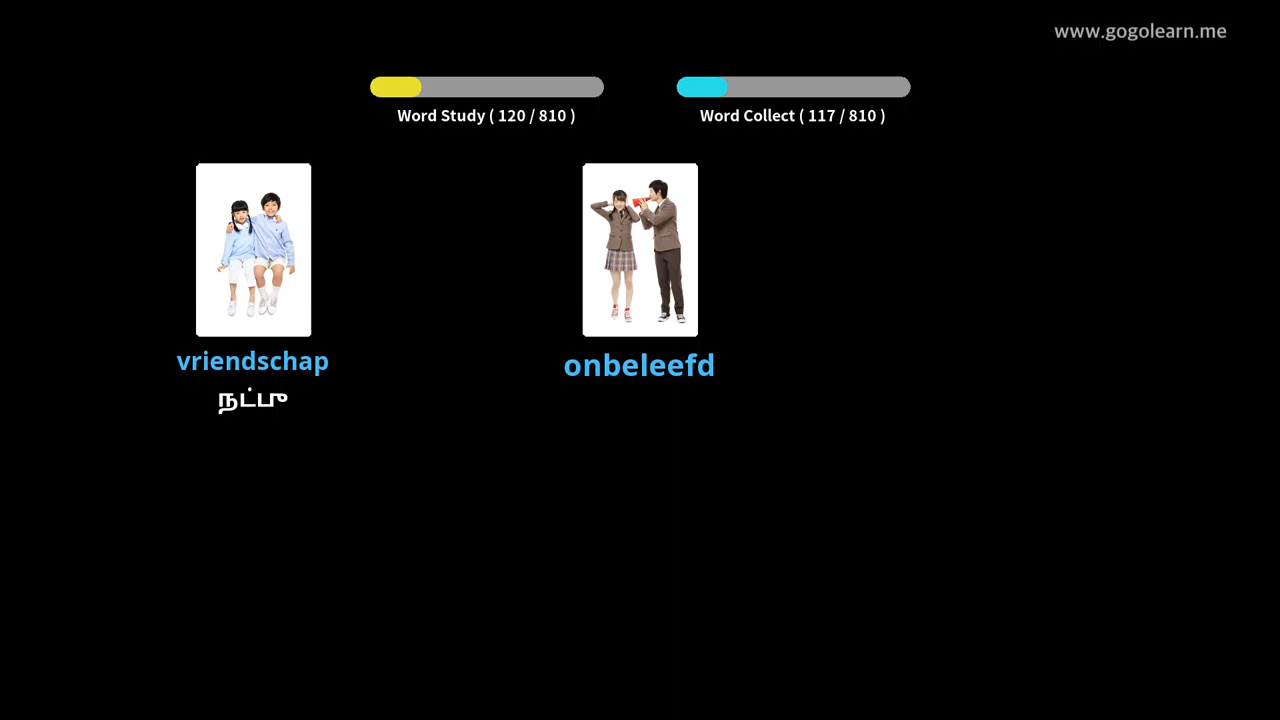 www.gogolearn.me
Word Study ( 120 / 810 )
Word Collect ( 117 / 810 )
vriendschap
நட்பு
onbeleefd